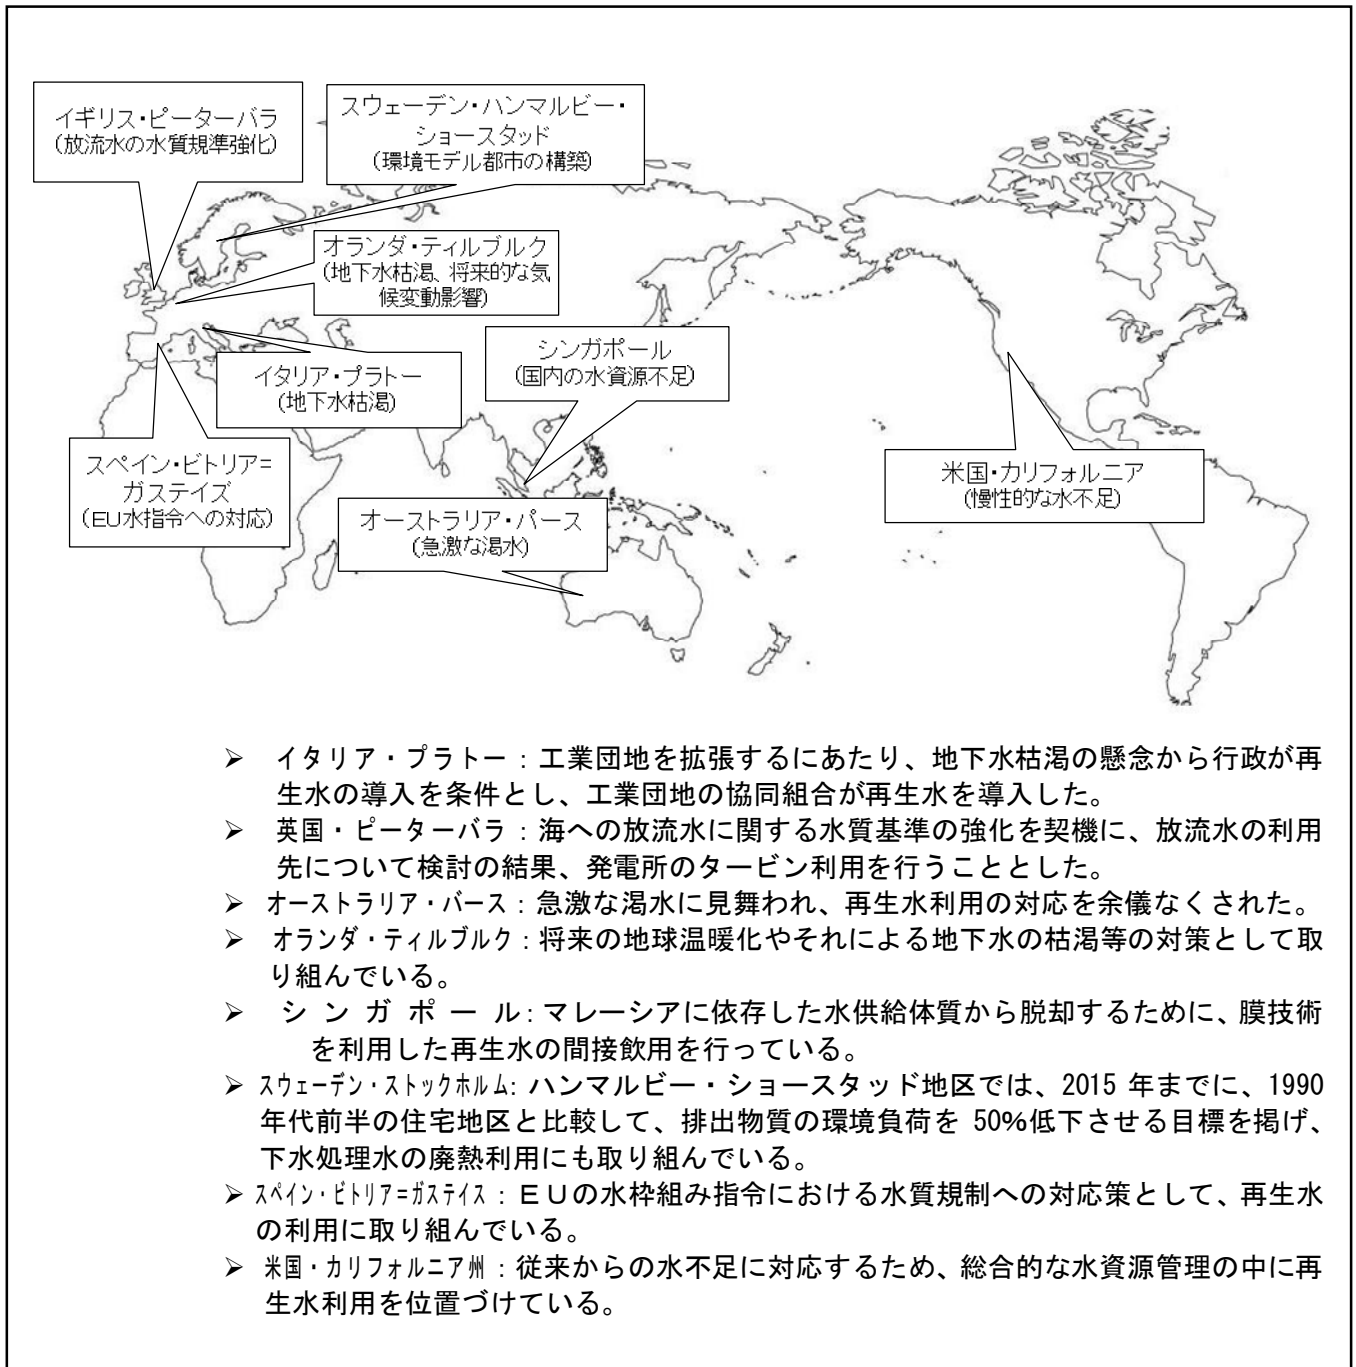 イギリス・ピーターバラ
(放流水の水質規準強化)
スウェーデン・ハンマルビー・
ショースタッド
(環境モデル都市の構築)
オランダ・ティルブルク
(地下水枯渇、将来的な気
候変動影響)
イタリア・プラトー
(地下水枯渇)
シンガポール
(国内の水資源不足)
スペイン・ビトリア=
ガステイズ
(EU水指令への対応)
オーストラリア・パース
(急激な渇水)
米国・カリフォルニア
(慢性的な水不足)
➢ イタリア・プラトー：工業団地を拡張するにあたり、地下水枯渇の懸念から行政が再
生水の導入を条件とし、工業団地の協同組合が再生水を導入した。
➢ 英国・ピーターバラ：海への放流水に関する水質基準の強化を契機に、放流水の利用
先について検討の結果、発電所のタービン利用を行うこととした。
➢ オーストラリア・パース：急激な渇水に見舞われ、再生水利用の対応を余儀なくされた。
➢ オランダ・ティルブルク：将来の地球温暖化やそれによる地下水の枯渇等の対策として取
り組んでいる。
➢ シンガポール：マレーシアに依存した水供給体質から脱却するために、膜技術
を利用した再生水の間接飲用を行っている。
➢ スウェーデン・ストックホルム: ハンマルビー・ショースタッド地区では、2015 年までに、1990
年代前半の住宅地区と比較して、排出物質の環境負荷を 50%低下させる目標を掲げ、
下水処理水の廃熱利用にも取り組んでいる。
➢ スペイン・ビトリア=ガステイス：ＥＵの水枠組み指令における水質規制への対応策として、再生水
の利用に取り組んでいる。
➢ 米国・カリフォルニア州：従来からの水不足に対応するため、総合的な水資源管理の中に再
生水利用を位置づけている。